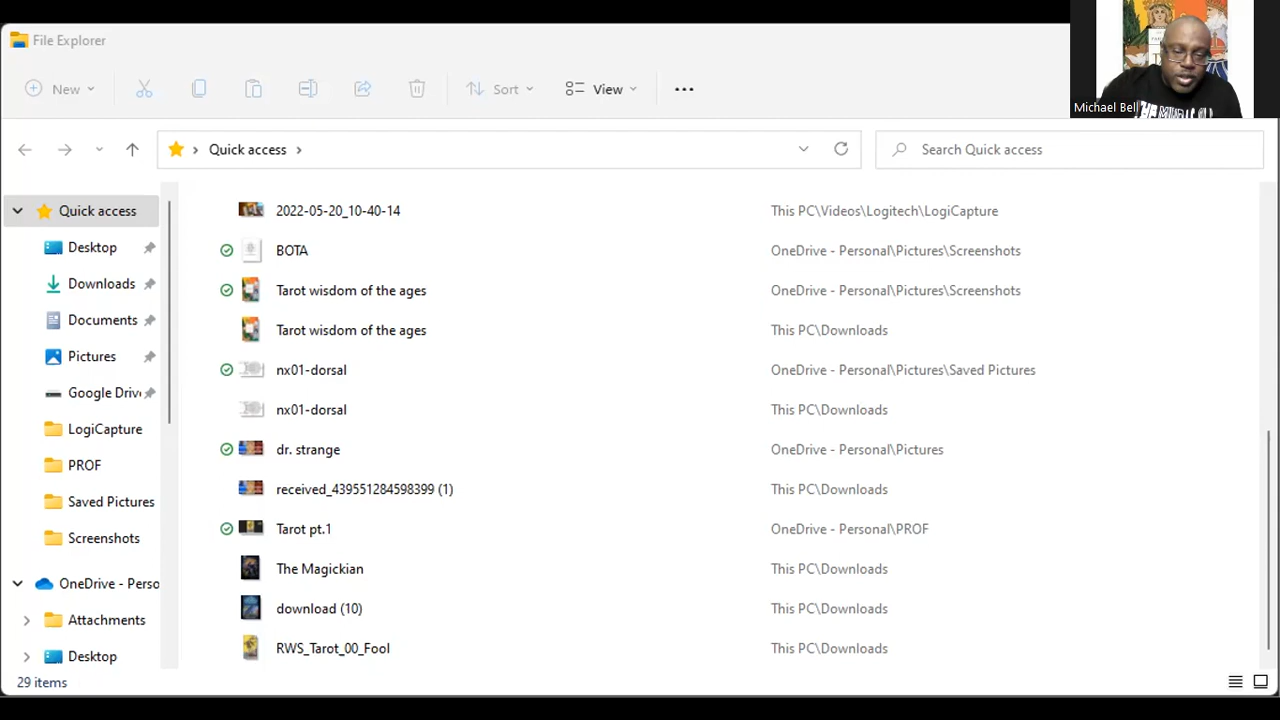 File Explorer
New
Sort
View
Michael Bell
Quick access
Search Quick access
Quick access
Desktop
Downloads
Documents
Pictures
Google Driv
LogiCapture
PROF
Saved Pictures
Screenshots
OneDrive - Perso
Attachments
Desktop
2022-05-20_10-40-14 This PC\Videos\Logitech\LogiCapture
BOTA OneDrive - Personal\Pictures\Screenshots
Tarot wisdom of the ages OneDrive - Personal\Pictures\Screenshots
Tarot wisdom of the ages This PC\Downloads
nx01-dorsal OneDrive - Personal\Pictures\Saved Pictures
nx01-dorsal This PC\Downloads
dr. strange OneDrive - Personal\Pictures
received_439551284598399 (1) This PC\Downloads
Tarot pt.1 OneDrive - Personal\PROF
The Magickian This PC\Downloads
download (10) This PC\Downloads
RWS_Tarot_00_Fool This PC\Downloads
29 items